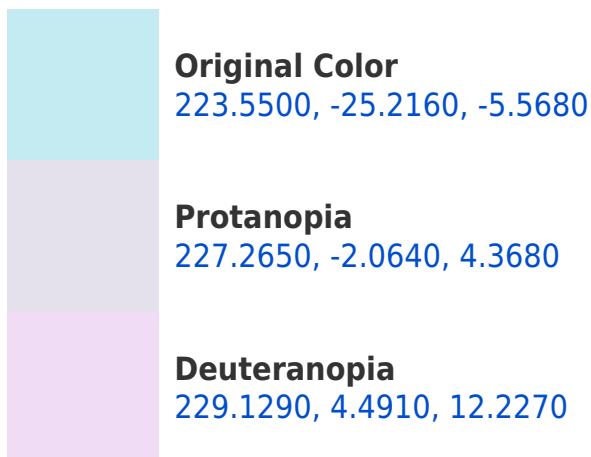 Original Color
223.5500, -25.2160, -5.5680
Protanopia
227.2650, -2.0640, 4.3680
Deuteranopia
229.1290, 4.4910, 12.2270